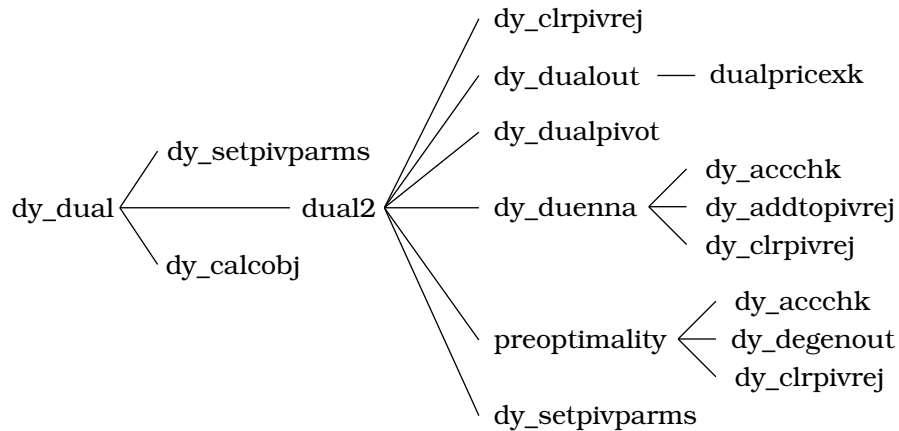 dy_clrpivrej
dy_dualout
dualpricexk
dy_dualpivot
dy_setpivparms
dy_accchk
dy_dual
dual2
dy_duenna
dy_addtopivrej
dy_clrpivrej
dy_calcobj
dy_accchk
preoptimality
dy_degenout
dy_clrpivrej
dy_setpivparms